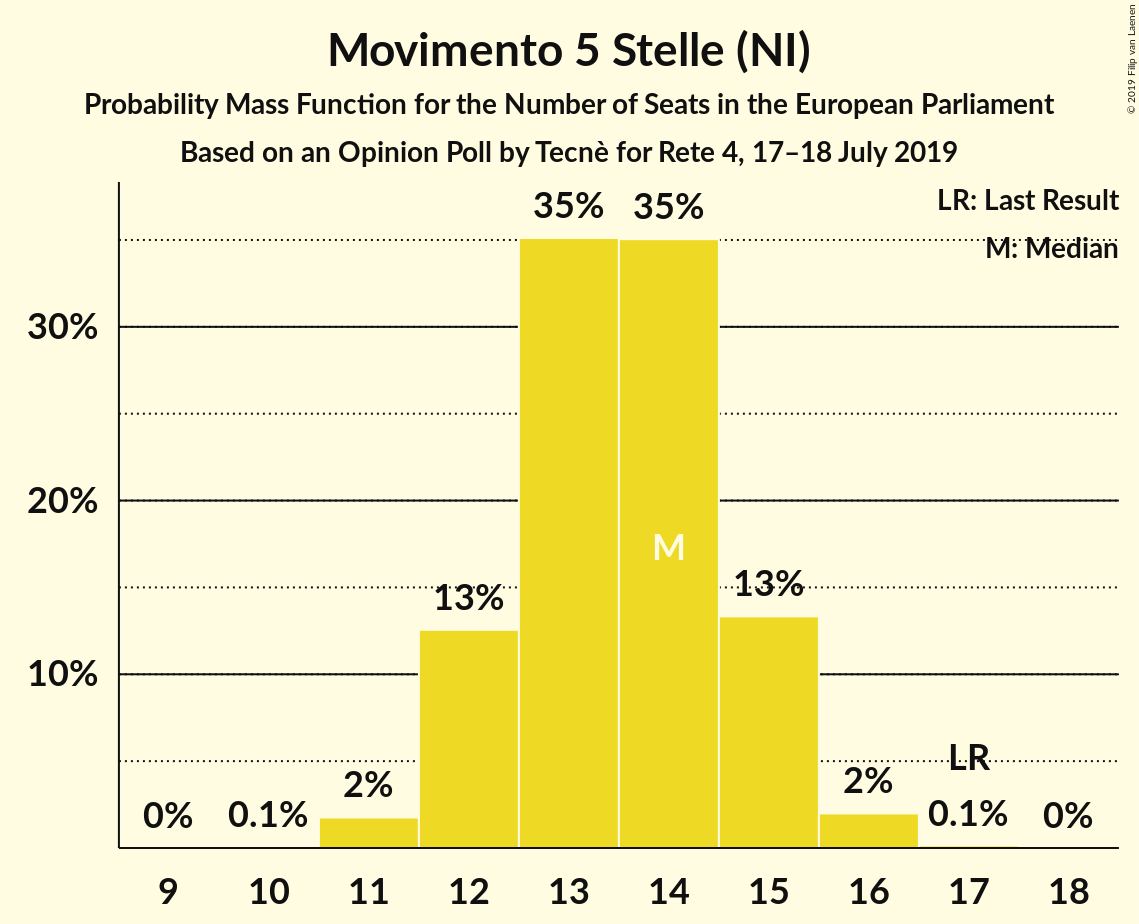 Movimento 5 Stelle (NI)
Probability Mass Function for the Number of Seats in the European Parliament
Based on an Opinion Poll by Tecnè for Rete 4, 17–18 July 2019
© 2019 Filip van Laenen
LR: Last Result
M: Median
35% 35%
30%
20%
M
13% 13%
10%
LR
2% 2%
0% 0.1% 0.1% 0%
9 10 11 12 13 14 15 16 17 18